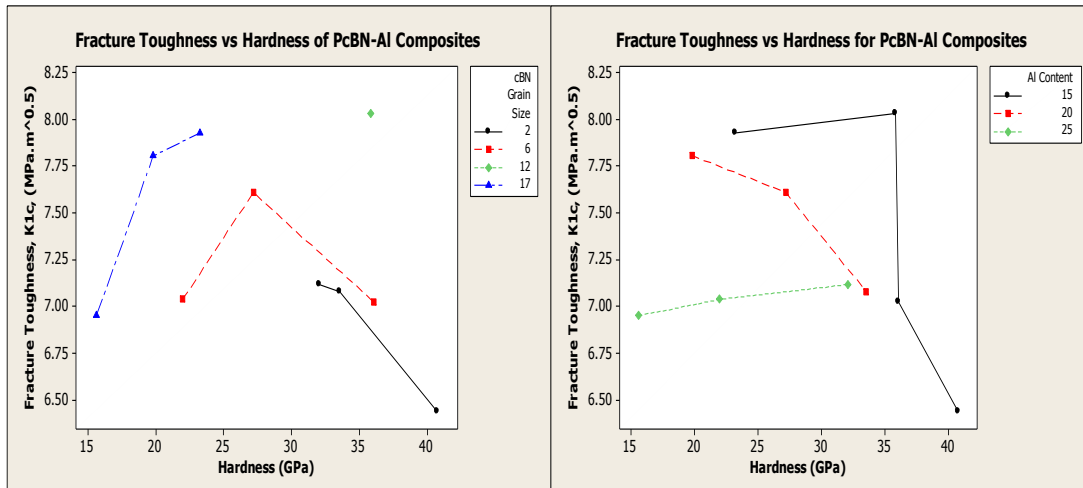 Fracture Toughness vs Hardness of PcBN-Al Composites
Fracture Toughness, K1c, (MPa.m^0.5)
8.25
8.00
7.75
7.50
7.25
7.00
6.75
6.50
15 20 25 30 35 40
Hardness (GPa)
cBN
Grain
Size
2
6
12
17
Fracture Toughness vs Hardness for PcBN-Al Composites
Fracture Toughness, K1c, (MPa.m^0.5)
8.25
8.00
7.75
7.50
7.25
7.00
6.75
6.50
15 20 25 30 35 40
Hardness (GPa)
Al Content
15
20
25